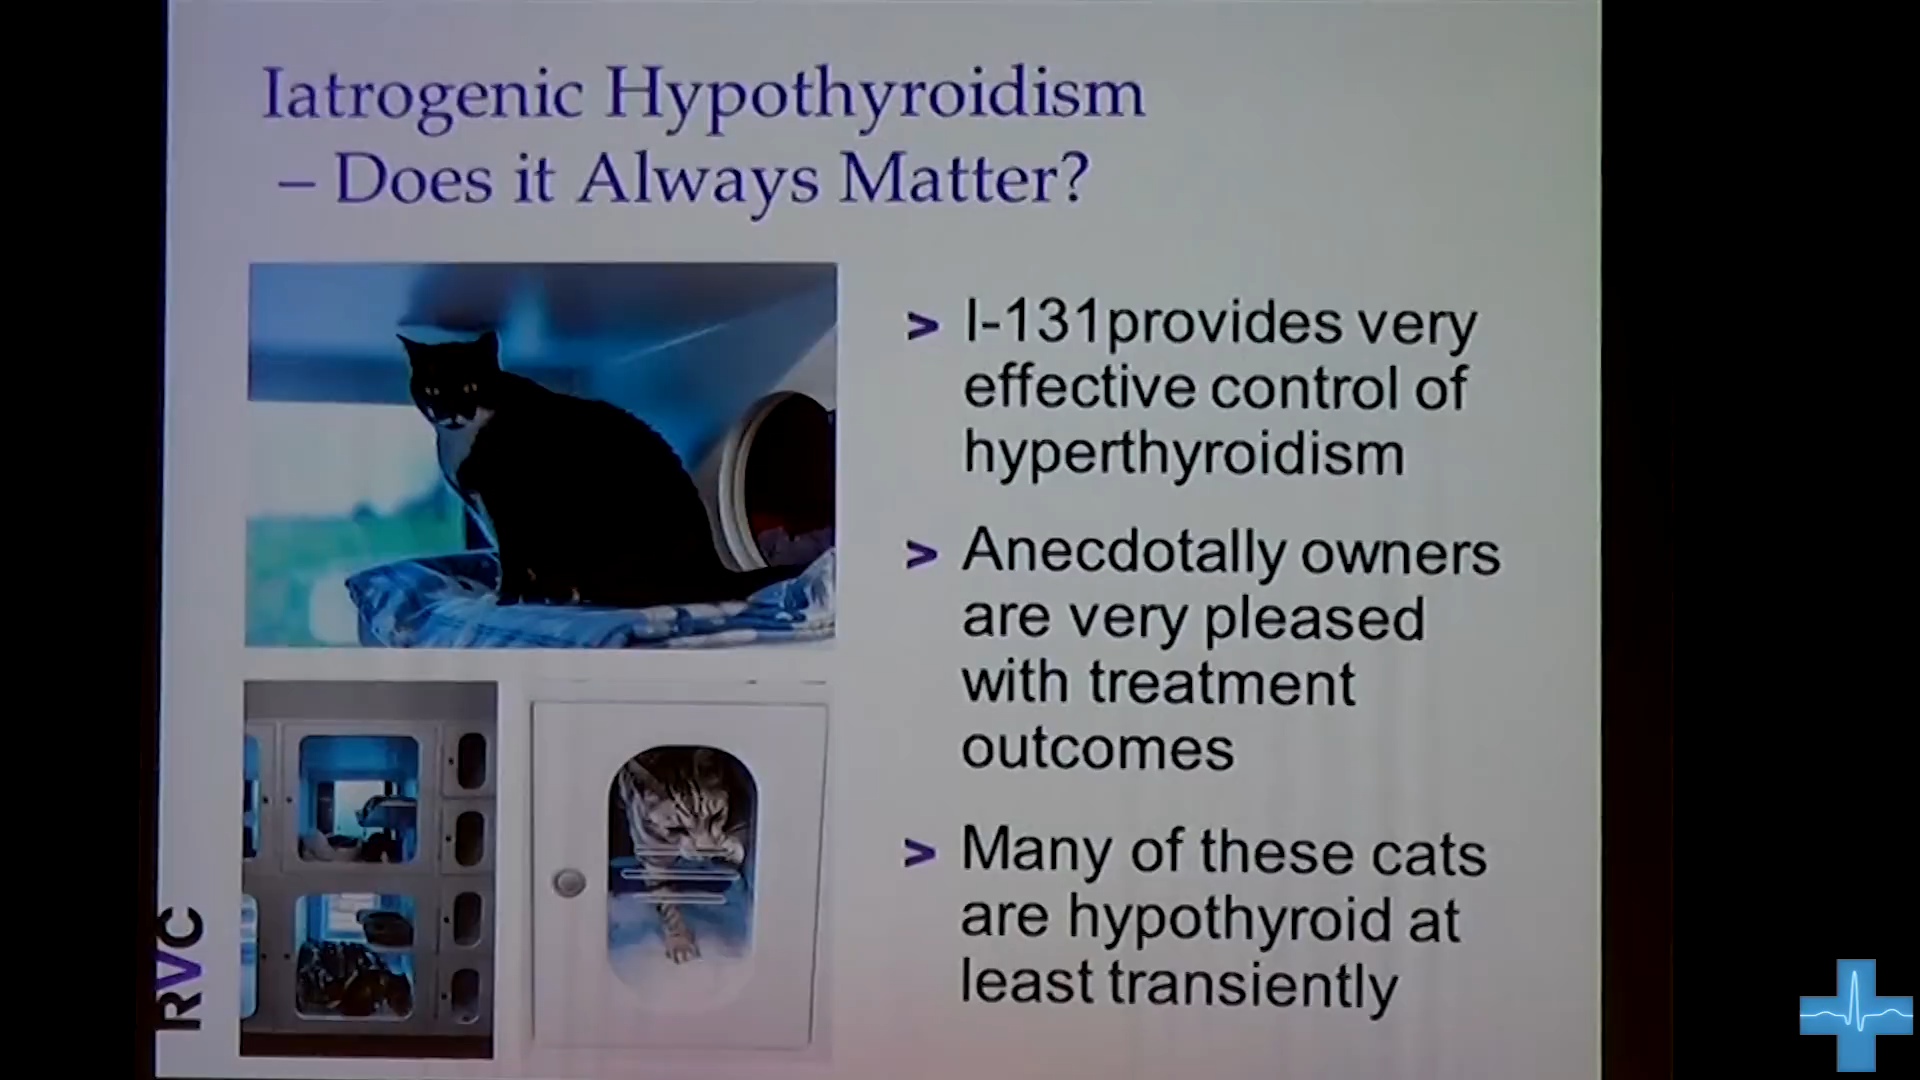 Iatrogenic Hypothyroidism
– Does it Always Matter?
> I-131provides very
effective control of
hyperthyroidism
> Anecdotally owners
are very pleased
with treatment
outcomes
> Many of these cats
are hypothyroid at
least transiently
RVC